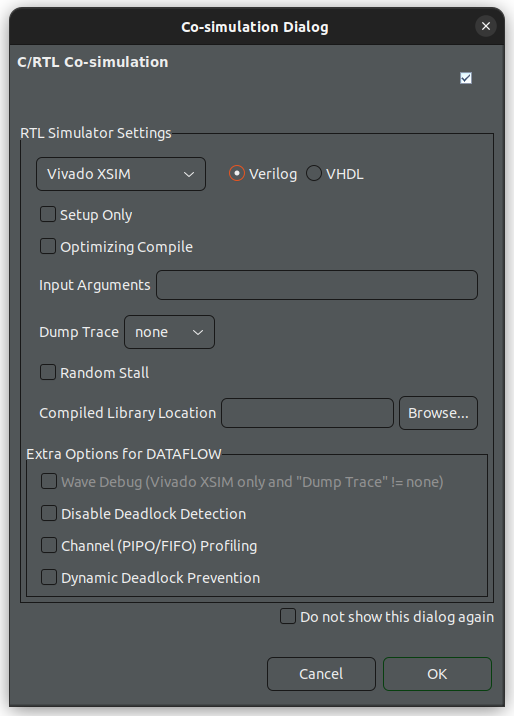 Co-simulation Dialog
C/RTL Co-simulation
RTL Simulator Settings
Vivado XSIM Verilog VHDL
Setup Only
Optimizing Compile
Input Arguments
Dump Trace none
Random Stall
Compiled Library Location Browse...
Extra Options for DATAFLOW
Wave Debug (Vivado XSIM only and "Dump Trace" != none)
Disable Deadlock Detection
Channel (PIPO/FIFO) Profiling
Dynamic Deadlock Prevention
Do not show this dialog again
Cancel OK